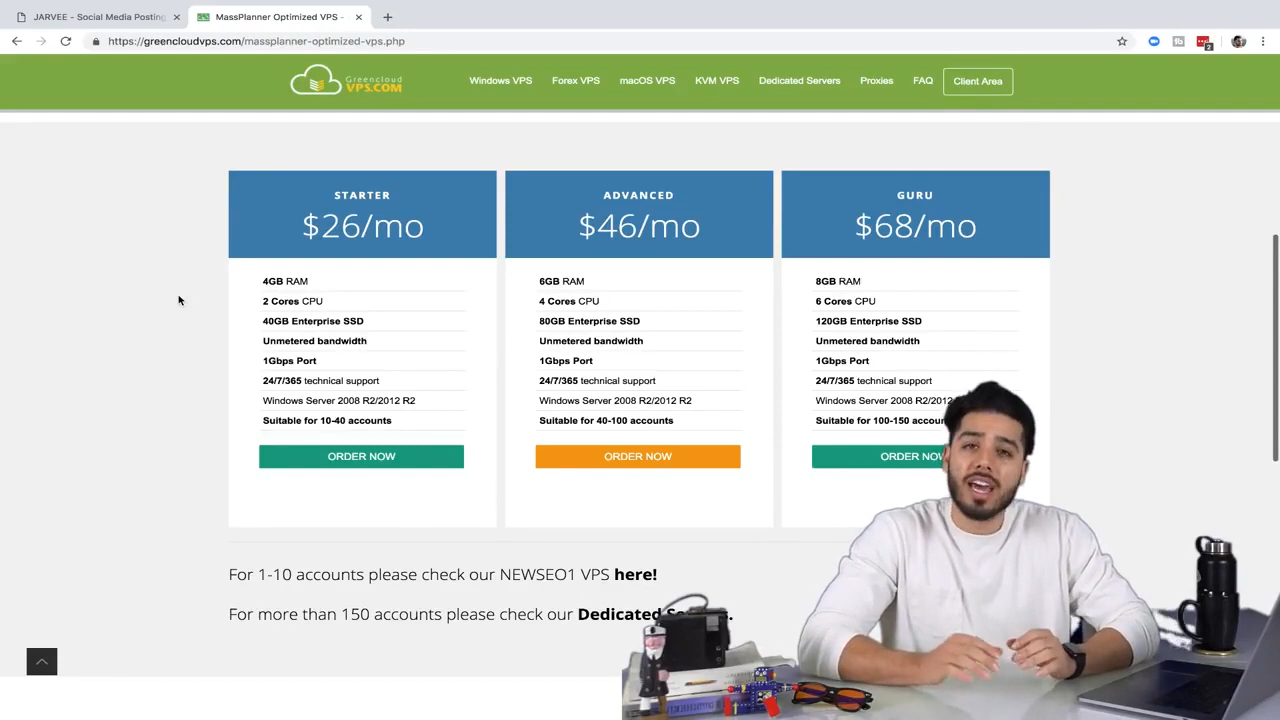 JARVEE - Social Media Posting
MassPlanner Optimized VPS -
https://greencloudvps.com/massplanner-optimized-vps.php
2
Greencloud
VPS.COM
Windows VPS
Forex VPS
macOS VPS
KVM VPS
Dedicated Servers
Proxies
FAQ
Client Area
STARTER
$26/mo
4GB RAM
2 Cores CPU
40GB Enterprise SSD
Unmetered bandwidth
1Gbps Port
24/7/365 technical support
Windows Server 2008 R2/2012 R2
Suitable for 10-40 accounts
ORDER NOW
ADVANCED
$46/mo
6GB RAM
4 Cores CPU
80GB Enterprise SSD
Unmetered bandwidth
1Gbps Port
24/7/365 technical support
Windows Server 2008 R2/2012 R2
Suitable for 40-100 accounts
ORDER NOW
GURU
$68/mo
8GB RAM
6 Cores CPU
120GB Enterprise SSD
Unmetered bandwidth
1Gbps Port
24/7/365 technical support
Windows Server 2008 R2/2012
Suitable for 100-150
ORDER NOW
For 1-10 accounts please check our NEWSEO1 VPS here!
For more than 150 accounts please check our Dedicated